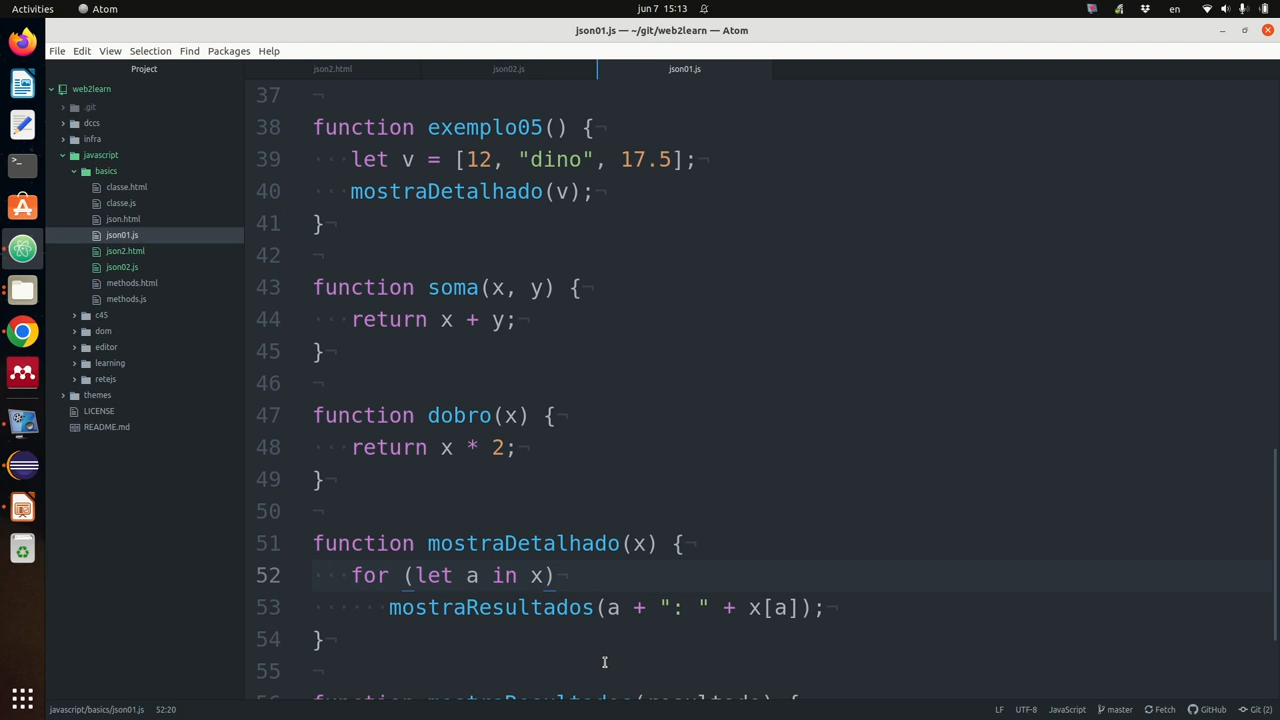 Activities
Atom
jun 7 15:13
en
json01.js — ~/git/web2learn — Atom
File Edit View Selection Find Packages Help
Project
json2.html
json02.js
json01.js
web2learn
.git
dccs
infra
javascript
basics
classe.html
classe.js
json.html
json01.js
json2.html
json02.js
methods.html
methods.js
c45
dom
editor
learning
retejs
themes
LICENSE
README.md
37 ¬
38 function exemplo05() {¬
39 ···let v = [12, "dino", 17.5];¬
40 ···mostraDetalhado(v);¬
41 }¬
42 ¬
43 function soma(x, y) {¬
44 ···return x + y;¬
45 }¬
46 ¬
47 function dobro(x) {¬
48 ···return x * 2;¬
49 }¬
50 ¬
51 function mostraDetalhado(x) {¬
52 ···for (let a in x)¬
53 ······mostraResultados(a + ": " + x[a]);¬
54 }¬
55 ¬
56 function mostraResultados(resultado) {
javascript/basics/json01.js 52:20
LF UTF-8 JavaScript master Fetch GitHub Git (2)